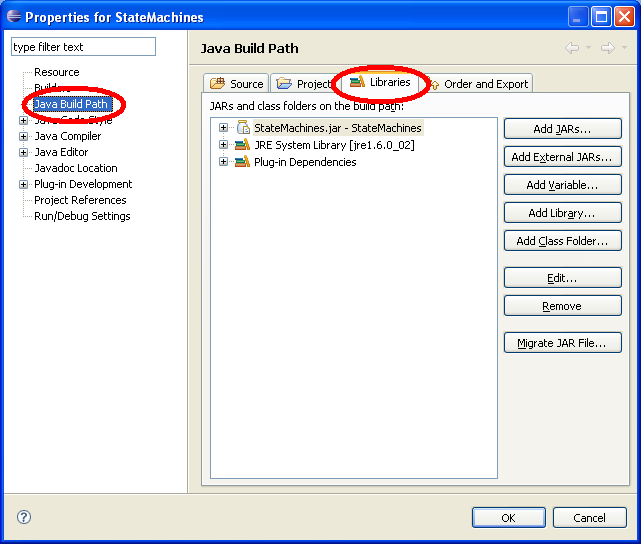 Properties for StateMachines
type filter text
Resource
Builders
Java Build Path
Java Code Style
Java Compiler
Java Editor
Javadoc Location
Plug-in Development
Project References
Run/Debug Settings
Java Build Path
Source
Project
Libraries
Order and Export
JARs and class folders on the build path:
StateMachines.jar - StateMachines
JRE System Library [jre1.6.0_02]
Plug-in Dependencies
Add JARs...
Add External JARs...
Add Variable...
Add Library...
Add Class Folder...
Edit...
Remove
Migrate JAR File...
?
OK
Cancel